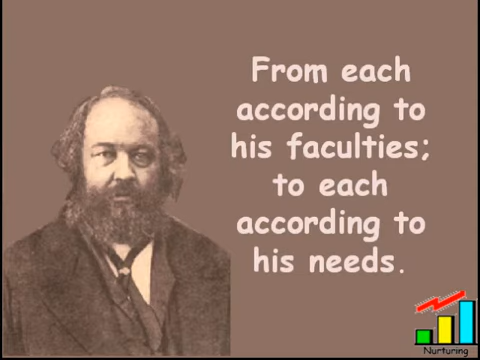 From each
according to
his faculties;
to each
according to
his needs.
Nurturing